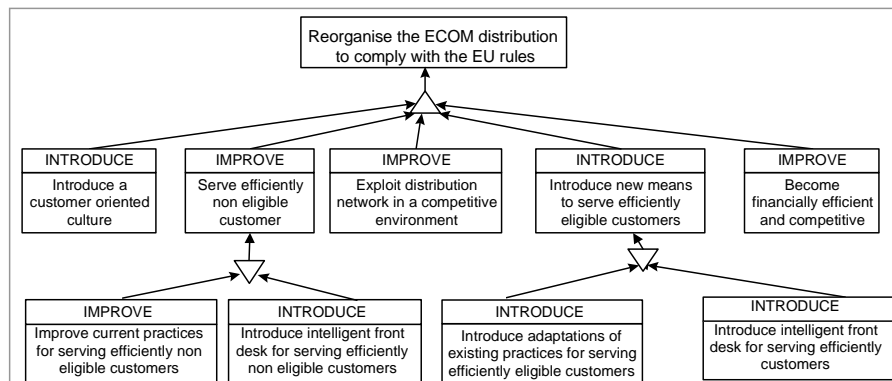 Reorganise the ECOM distribution
to comply with the EU rules
INTRODUCE
Introduce a
customer oriented
culture
IMPROVE
Serve efficiently
non eligible
customer
IMPROVE
Exploit distribution
network in a competitive
environment
INTRODUCE
Introduce new means
to serve efficiently
eligible customers
IMPROVE
Become
financially efficient
and competitive
IMPROVE
Improve current practices
for serving efficiently non
eligible customers
INTRODUCE
Introduce intelligent front
desk for serving efficiently
non eligible customers
INTRODUCE
Introduce adaptations of
existing practices for serving
efficiently eligible customers
INTRODUCE
Introduce intelligent front
desk for serving efficiently
customers